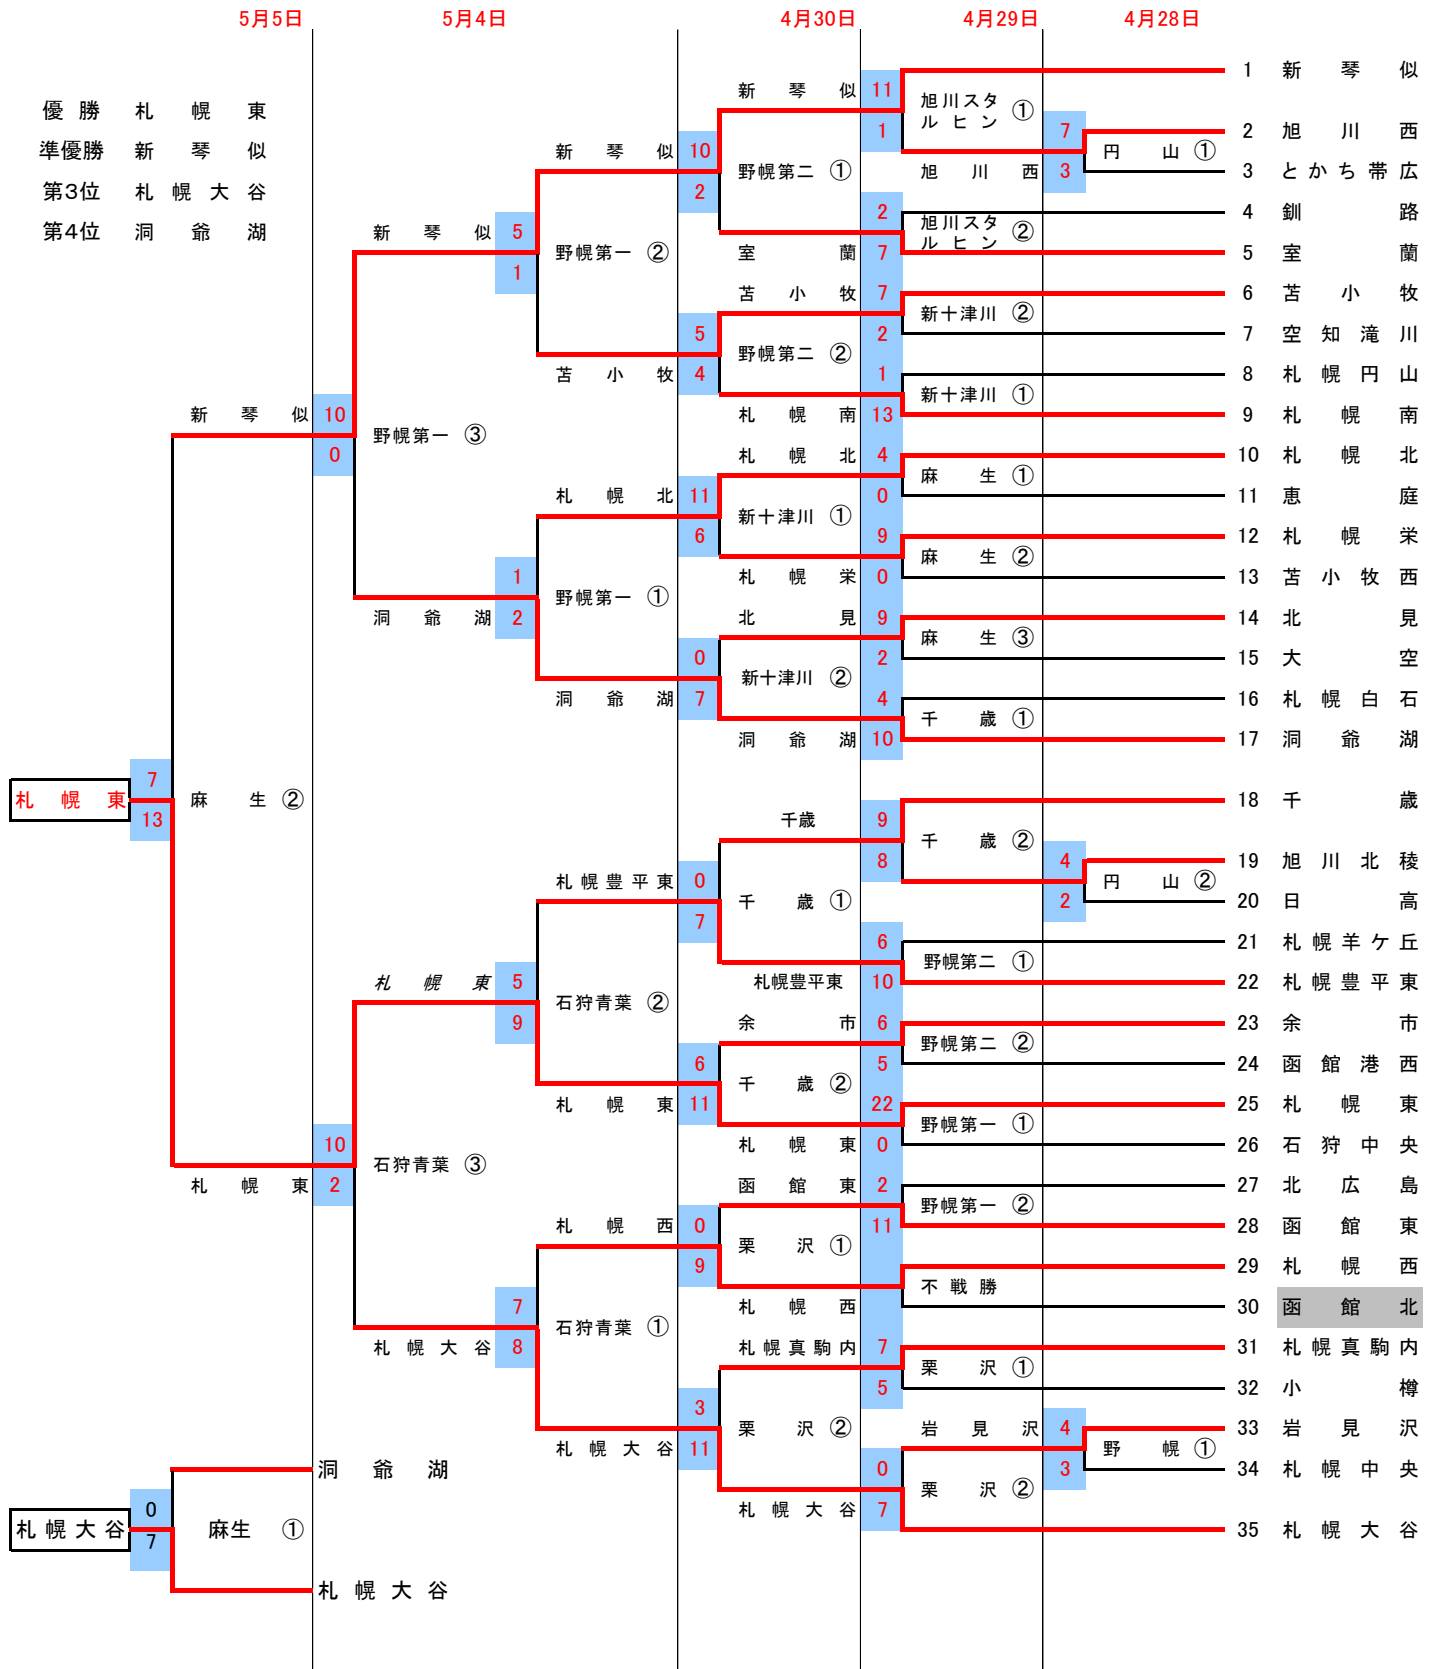 5月5日 5月4日 4月30日 4月29日 4月28日
優勝 札幌東
準優勝 新琴似
第3位 札幌大谷
第4位 洞爺湖
1 新琴似
2 旭川西
3 とかち帯広
4 釧路
5 室蘭
6 苫小牧
7 空知滝川
8 札幌円山
9 札幌南
10 札幌北
11 恵庭
12 札幌栄
13 苫小牧西
14 北見
15 大空
16 札幌白石
17 洞爺湖
18 千歳
19 旭川北稜
20 日高
21 札幌羊ケ丘
22 札幌豊平東
23 余市
24 函館港西
25 札幌東
26 石狩中央
27 北広島
28 函館東
29 札幌西
30 函館北
31 札幌真駒内
32 小樽
33 岩見沢
34 札幌中央
35 札幌大谷
7
円山 ①
旭川西 3
4
円山 ②
2
岩見沢 4
野幌 ①
3
新琴似 11
旭川スタ
ルヒン ①
1
2
旭川スタ
ルヒン ②
室蘭 7
苫小牧 7
新十津川 ②
2
1
新十津川 ①
札幌南 13
札幌北 4
麻生 ①
0
9
麻生 ②
札幌栄 0
北見 9
麻生 ③
2
4
千歳 ①
洞爺湖 10
千歳 9
千歳 ②
8
6
野幌第二 ①
札幌豊平東 10
余市 6
野幌第二 ②
5
22
野幌第一 ①
札幌東 0
函館東 2
野幌第一 ②
11
不戦勝
札幌西
札幌真駒内 7
栗沢 ①
5
0
栗沢 ②
札幌大谷 7
新琴似 10
野幌第二 ①
2
5
野幌第二 ②
苫小牧 4
札幌北 11
新十津川 ①
6
0
新十津川 ②
洞爺湖 7
札幌豊平東 0
千歳 ①
7
6
千歳 ②
札幌東 11
札幌西 0
栗沢 ①
9
3
栗沢 ②
札幌大谷 11
新琴似 5
野幌第一 ②
1
1
野幌第一 ①
洞爺湖 2
札幌東 5
石狩青葉 ②
9
7
石狩青葉 ①
札幌大谷 8
新琴似 10
野幌第一 ③
0
10
石狩青葉 ③
札幌東 2
7
札幌東 麻生 ②
13
洞爺湖
0
札幌大谷 麻生 ①
7
札幌大谷